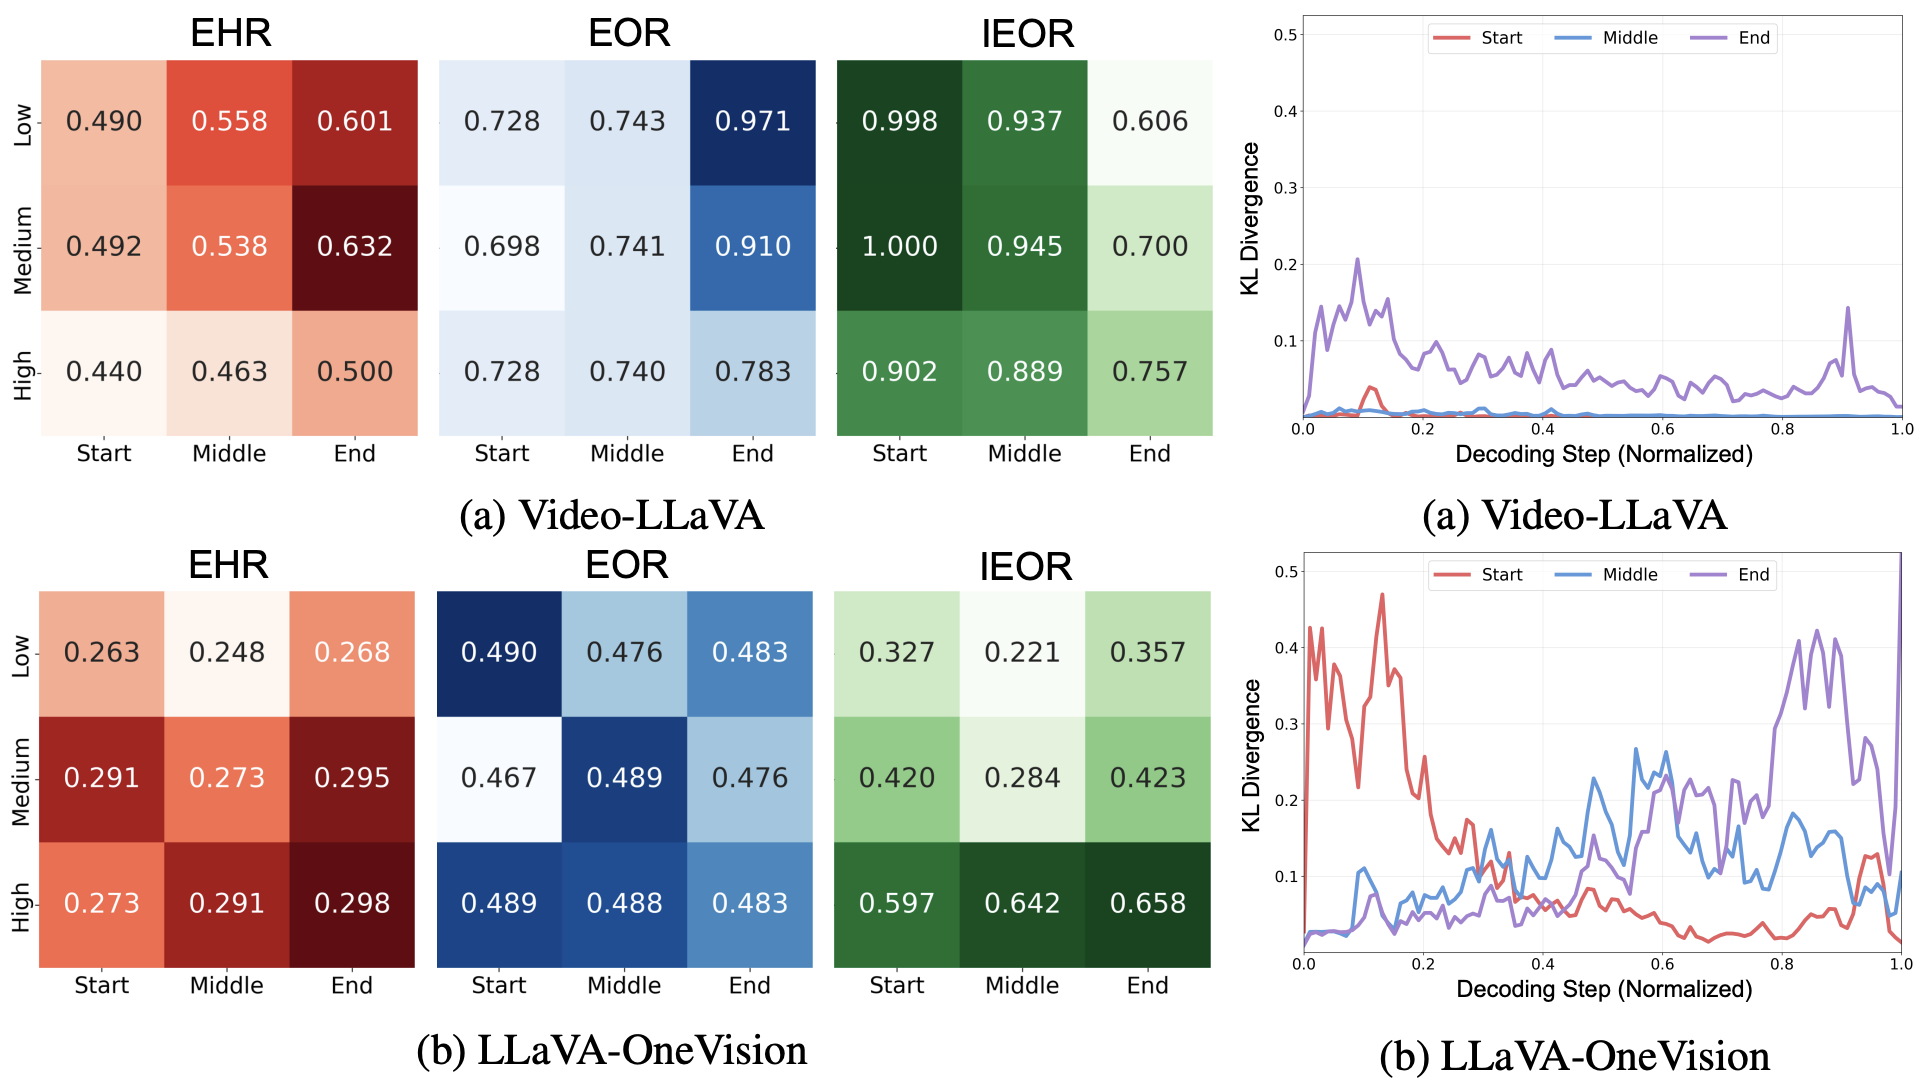 EHR EOR IEOR
Low 0.490 0.558 0.601 0.728 0.743 0.971 0.998 0.937 0.606
Medium 0.492 0.538 0.632 0.698 0.741 0.910 1.000 0.945 0.700
High 0.440 0.463 0.500 0.728 0.740 0.783 0.902 0.889 0.757
Start Middle End Start Middle End Start Middle End
(a) Video-LLaVA
Start Middle End
KL Divergence
0.5
0.4
0.3
0.2
0.1
0.0 0.2 0.4 0.6 0.8 1.0
Decoding Step (Normalized)
(a) Video-LLaVA
EHR EOR IEOR
Low 0.263 0.248 0.268 0.490 0.476 0.483 0.327 0.221 0.357
Medium 0.291 0.273 0.295 0.467 0.489 0.476 0.420 0.284 0.423
High 0.273 0.291 0.298 0.489 0.488 0.483 0.597 0.642 0.658
Start Middle End Start Middle End Start Middle End
(b) LLaVA-OneVision
Start Middle End
KL Divergence
0.5
0.4
0.3
0.2
0.1
0.0 0.2 0.4 0.6 0.8 1.0
Decoding Step (Normalized)
(b) LLaVA-OneVision